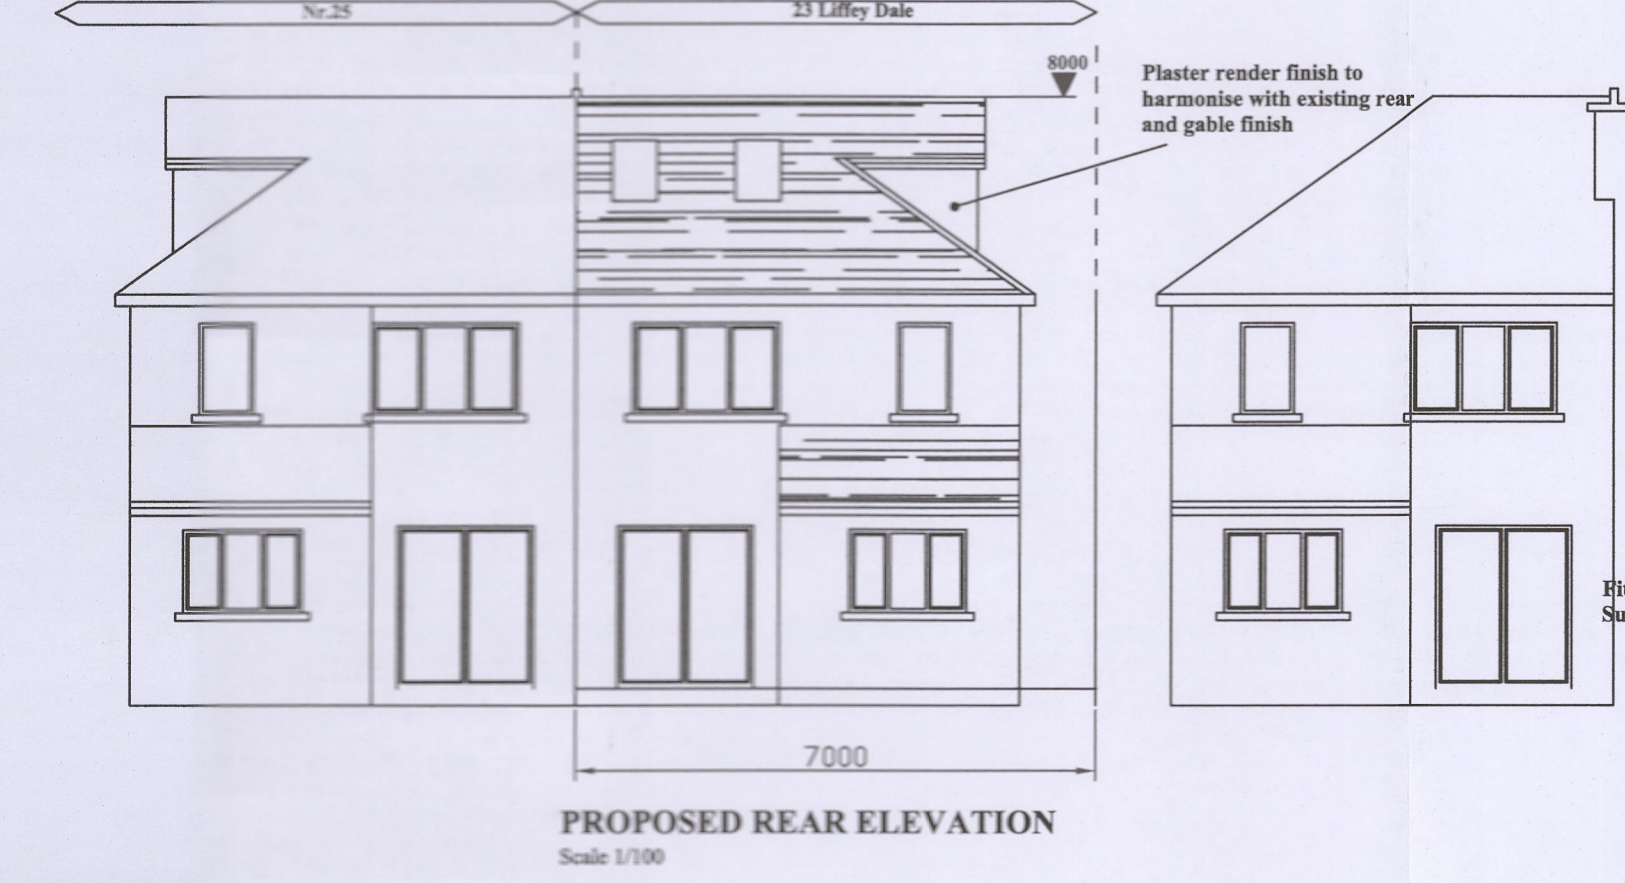 Nr.25
23 Liffey Dale
8000
Plaster render finish to
harmonise with existing rear
and gable finish
7000
PROPOSED REAR ELEVATION
Scale 1/100